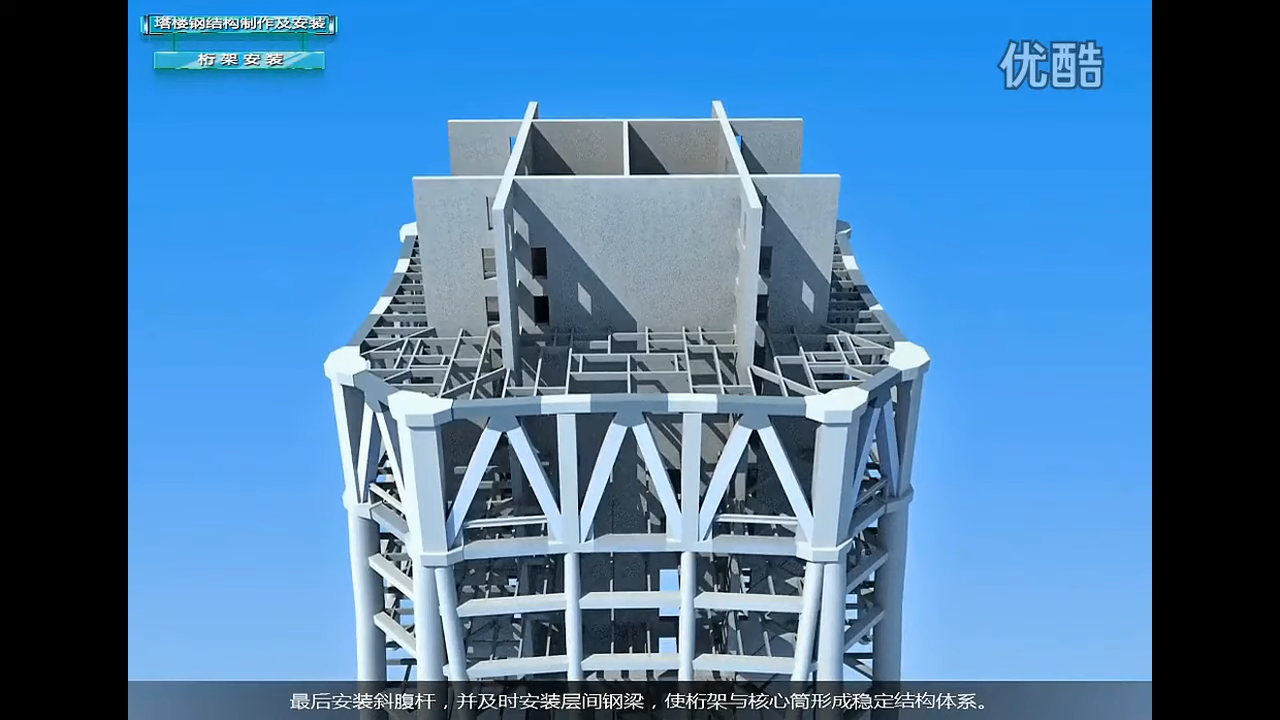 塔楼钢结构制作及安装
优酷
桁架安装
最后安装斜腹杆，并及时安装层间钢梁，使桁架与核心筒形成稳定结构体系。